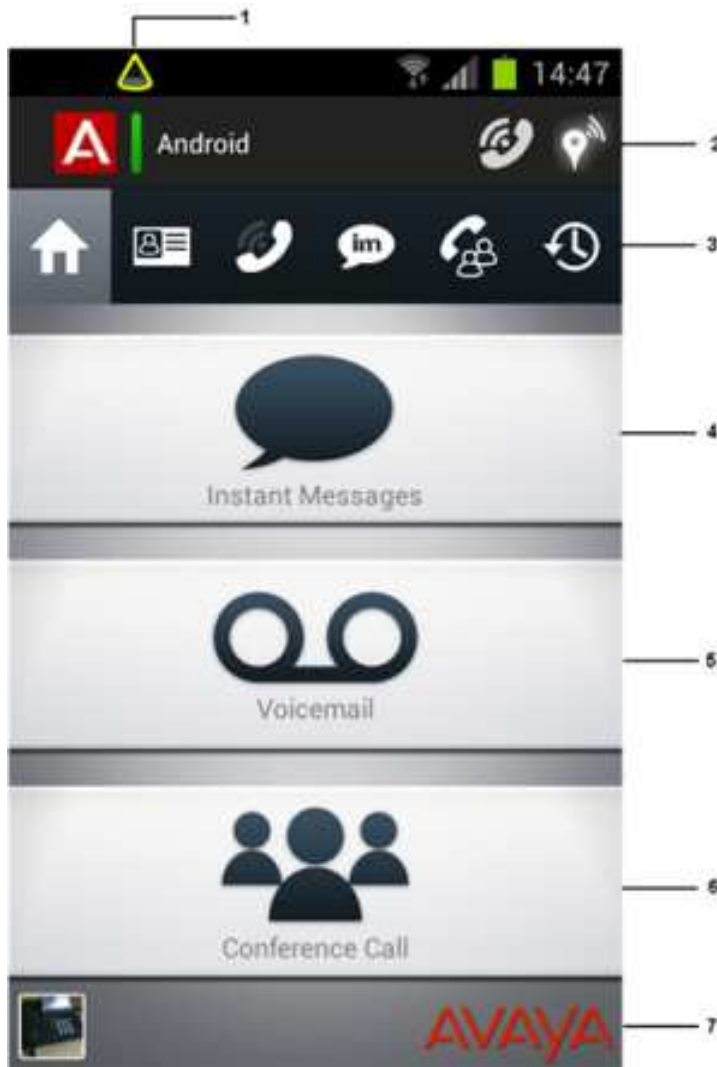 1
14:47
Android
2
im
3
4
Instant Messages
5
Voicemail
6
Conference Call
AVAYA
7